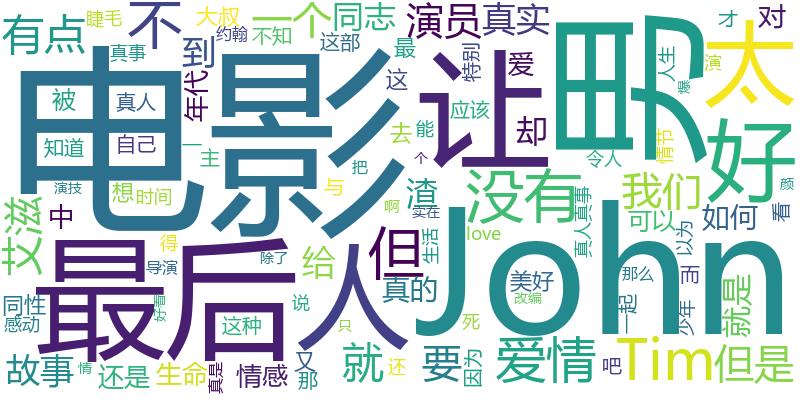 有点
睫毛
大叔
不
一个
同志
演员
真实
才
对
真事
到
约翰
不知
这部
最
特别
爱
人生
演
爆
男
太
电影
年代
这
让
被
真人
知道
自己
一
主
去
能
应该
却
令人
情节
好
演技
想
时间
与
把
个
渣
没有
我们
艾滋
中
得
啊
实在
生活
love
真人真事
可以
如何
看
颜
John
最后
人
但
给
导演
除了
真的
美好
改编
那么
一起
以为
少年
而
就是
同性
感动
好看
这种
说
死
只
故事
情
还是
生命
真是
情感
又
那
就
还
要
因为
爱情
吧
Tim
但是